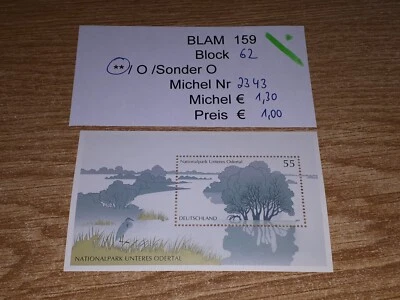 BLAM 159
Block 62
**/ O /Sonder O
Michel Nr 2343
Michel € 1,30
Preis € 1,00
Nationalpark Unteres Odertal 55
DEUTSCHLAND
NATIONALPARK UNTERES ODERTAL